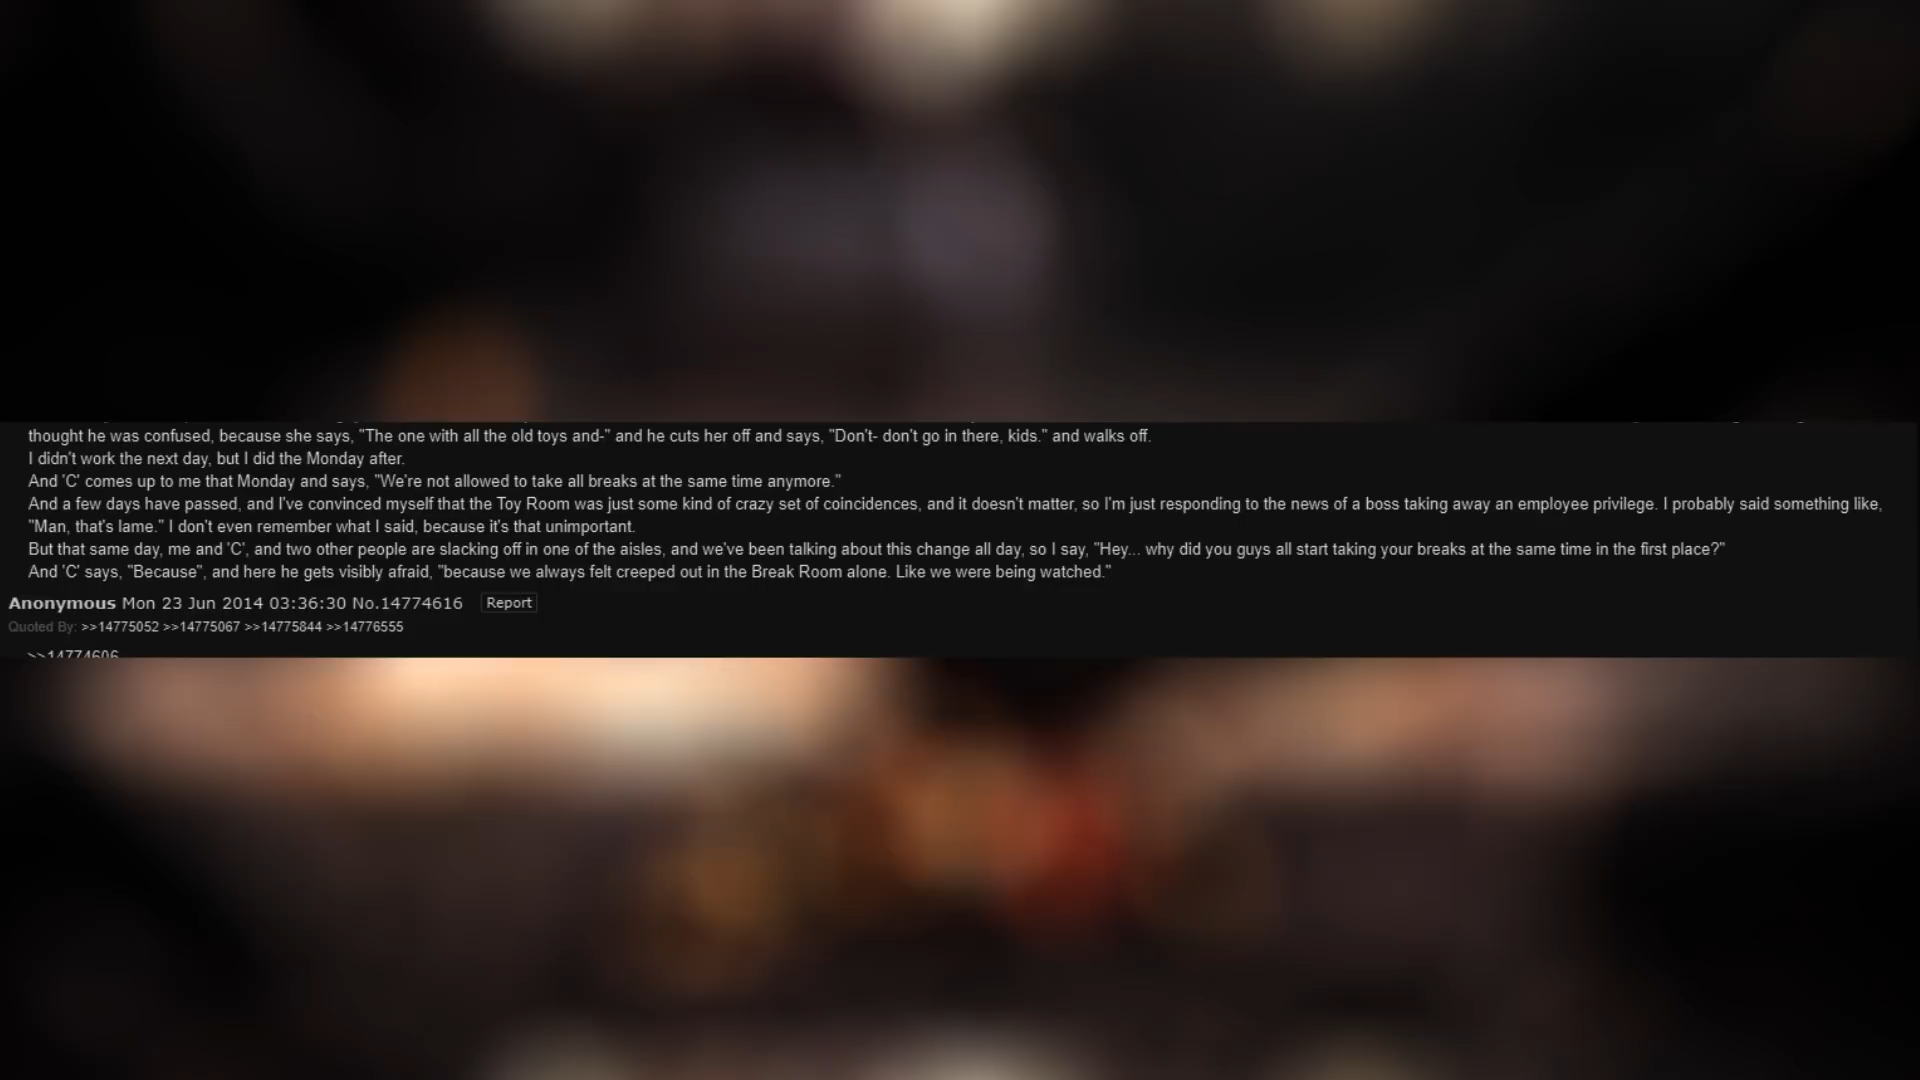 thought he was confused, because she says, "The one with all the old toys and-" and he cuts her off and says, "Don't- don't go in there, kids." and walks off.
I didn't work the next day, but I did the Monday after.
And 'C' comes up to me that Monday and says, "We're not allowed to take all breaks at the same time anymore."
And a few days have passed, and I've convinced myself that the Toy Room was just some kind of crazy set of coincidences, and it doesn't matter, so I'm just responding to the news of a boss taking away an employee privilege. I probably said something like,
"Man, that's lame." I don't even remember what I said, because it's that unimportant.
But that same day, me and 'C', and two other people are slacking off in one of the aisles, and we've been talking about this change all day, so I say, "Hey... why did you guys all start taking your breaks at the same time in the first place?"
And 'C' says, "Because", and here he gets visibly afraid, "because we always felt creeped out in the Break Room alone. Like we were being watched."
Anonymous Mon 23 Jun 2014 03:36:30 No.14774616 Report
Quoted By: >>14775052 >>14775067 >>14775844 >>14776555
>>14774606